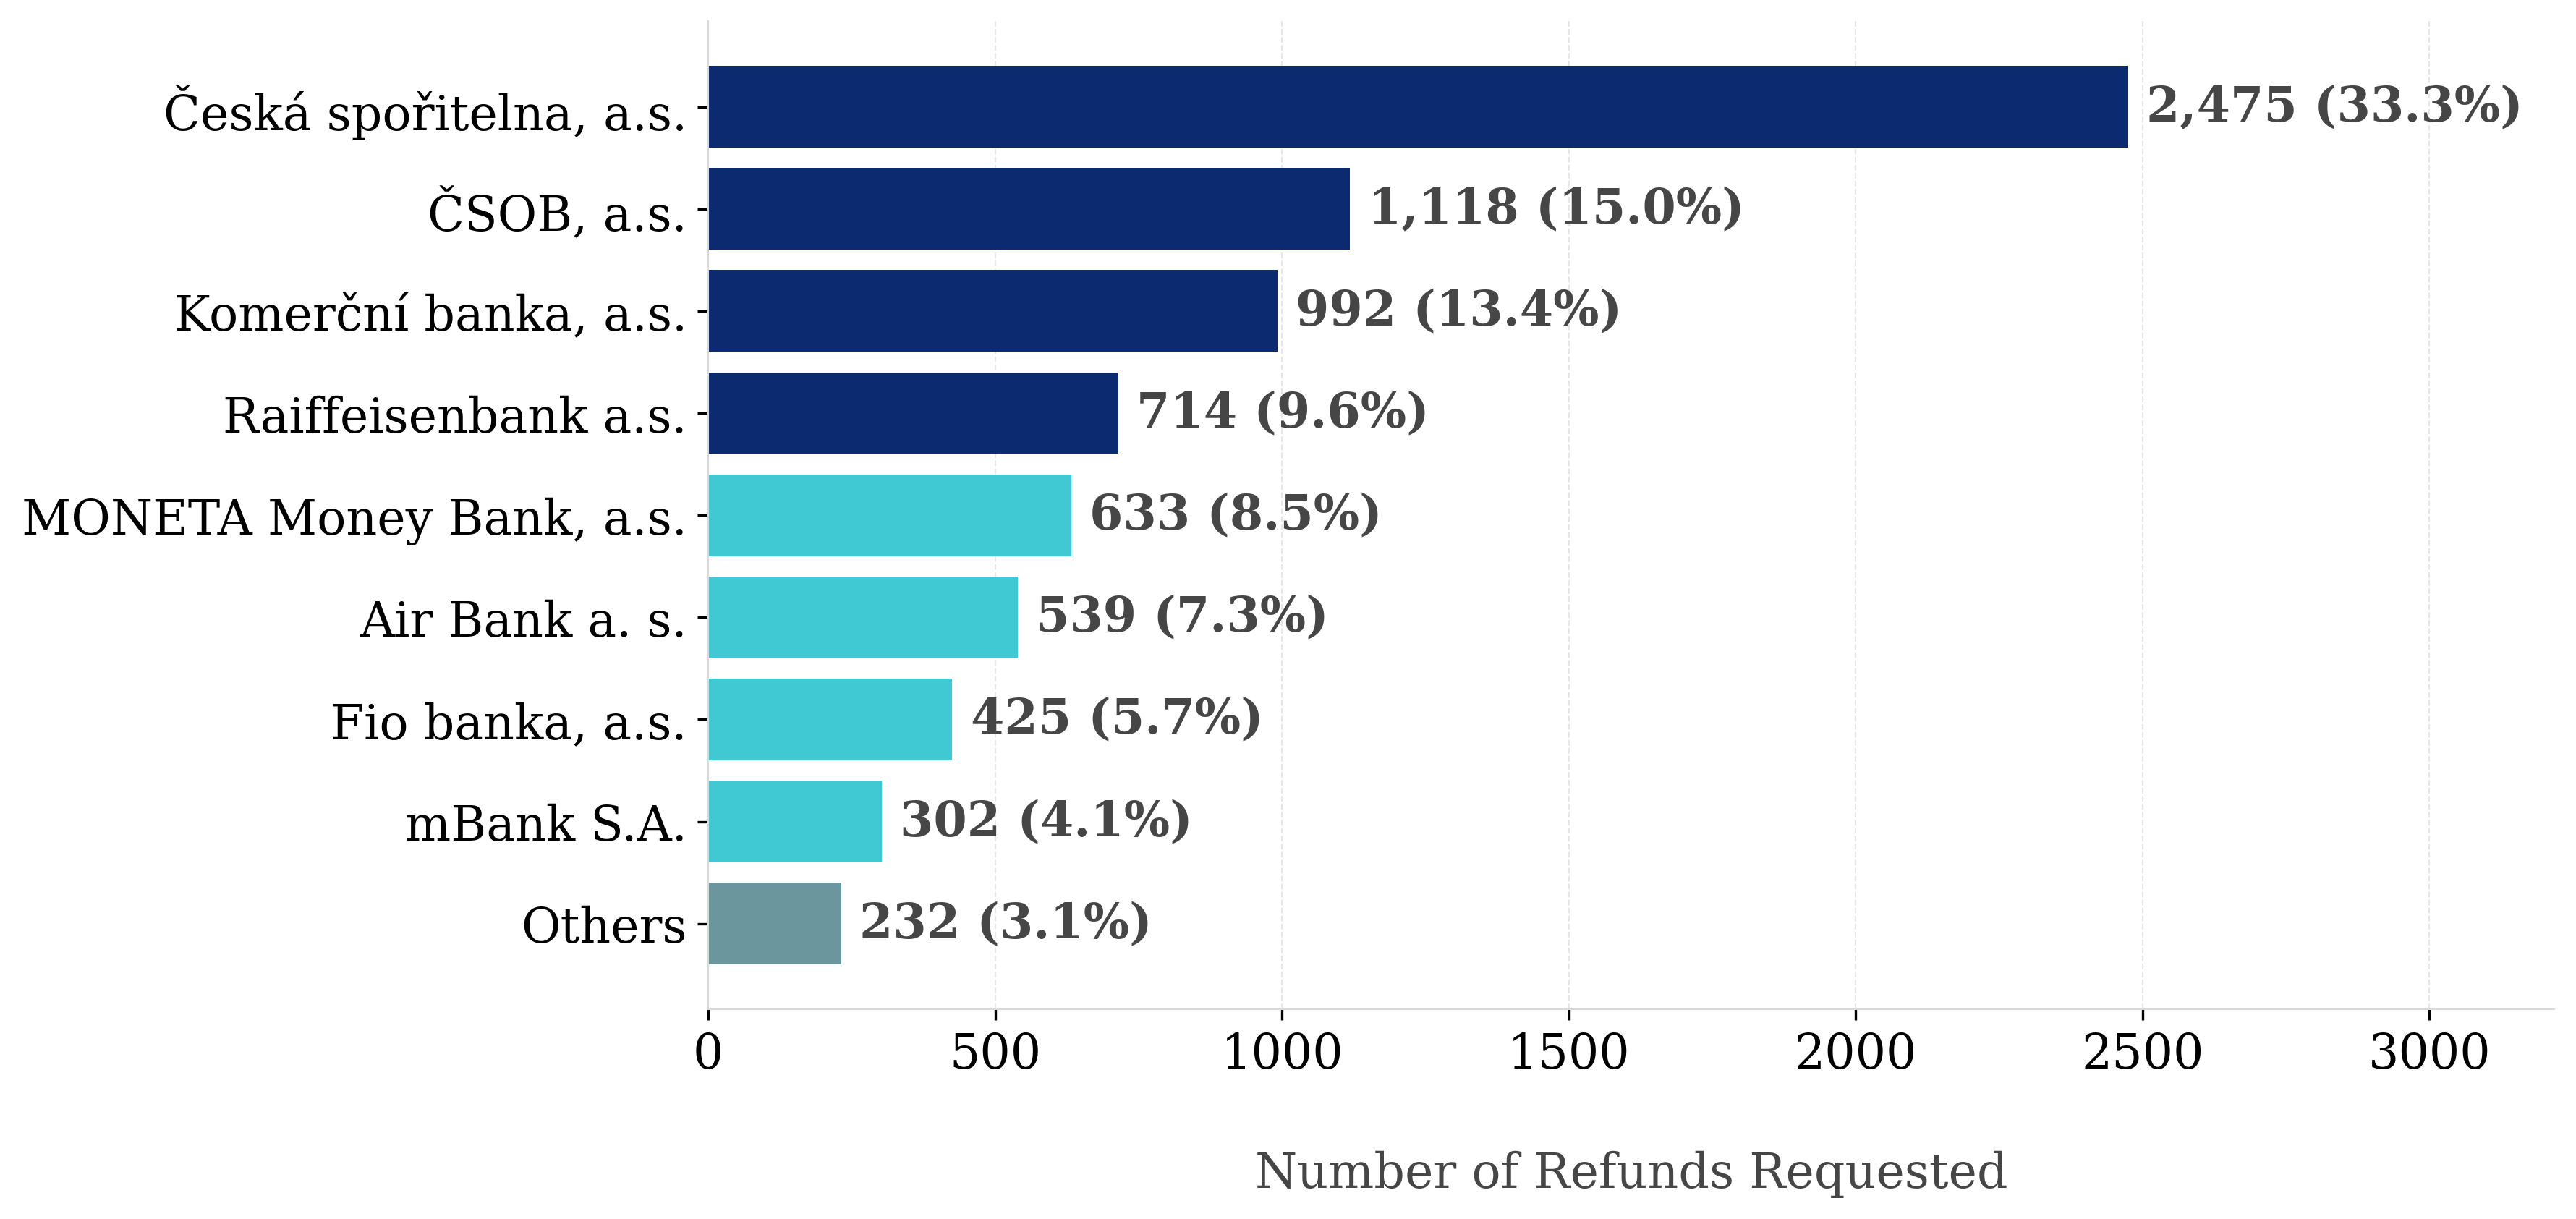 Česká spořitelna, a.s. 2,475 (33.3%)
ČSOB, a.s. 1,118 (15.0%)
Komerční banka, a.s. 992 (13.4%)
Raiffeisenbank a.s. 714 (9.6%)
MONETA Money Bank, a.s. 633 (8.5%)
Air Bank a. s. 539 (7.3%)
Fio banka, a.s. 425 (5.7%)
mBank S.A. 302 (4.1%)
Others 232 (3.1%)
0 500 1000 1500 2000 2500 3000
Number of Refunds Requested